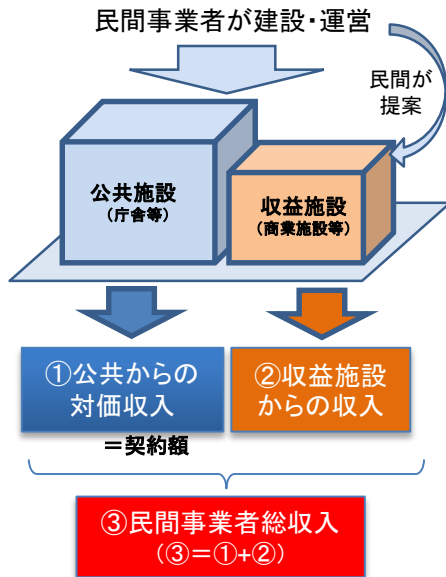 民間事業者が建設・運営
民間が
提案
公共施設
（庁舎等）
収益施設
（商業施設等）
①公共からの
対価収入
②収益施設
からの収入
＝契約額
③民間事業者総収入
（③＝①+②）